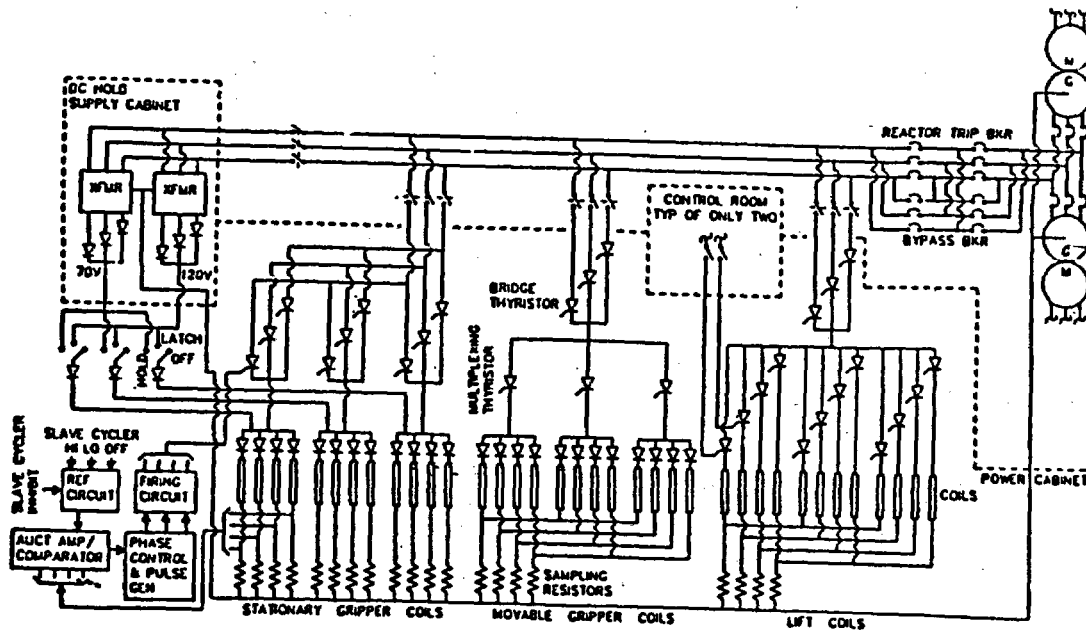 DC HOLD
SUPPLY CABINET
XFMR
XFMR
70V
120V
REACTOR TRIP BKR
BYPASS BKR
M
G
G
M
CONTROL ROOM
TYP OF ONLY TWO
BRIDGE
THYRISTOR
MULTIPLEXING
THYRISTOR
HOLD
LATCH
OFF
SLAVE CYCLER
HI LO OFF
SLAVE CYCLER
INHIBIT
REF
CIRCUIT
FIRING
CIRCUIT
AUCT AMP/
COMPARATOR
PHASE
CONTROL
& PULSE
GEN
COILS
POWER CABINET
SAMPLING
RESISTORS
STATIONARY GRIPPER COILS
MOVABLE GRIPPER COILS
LIFT COILS